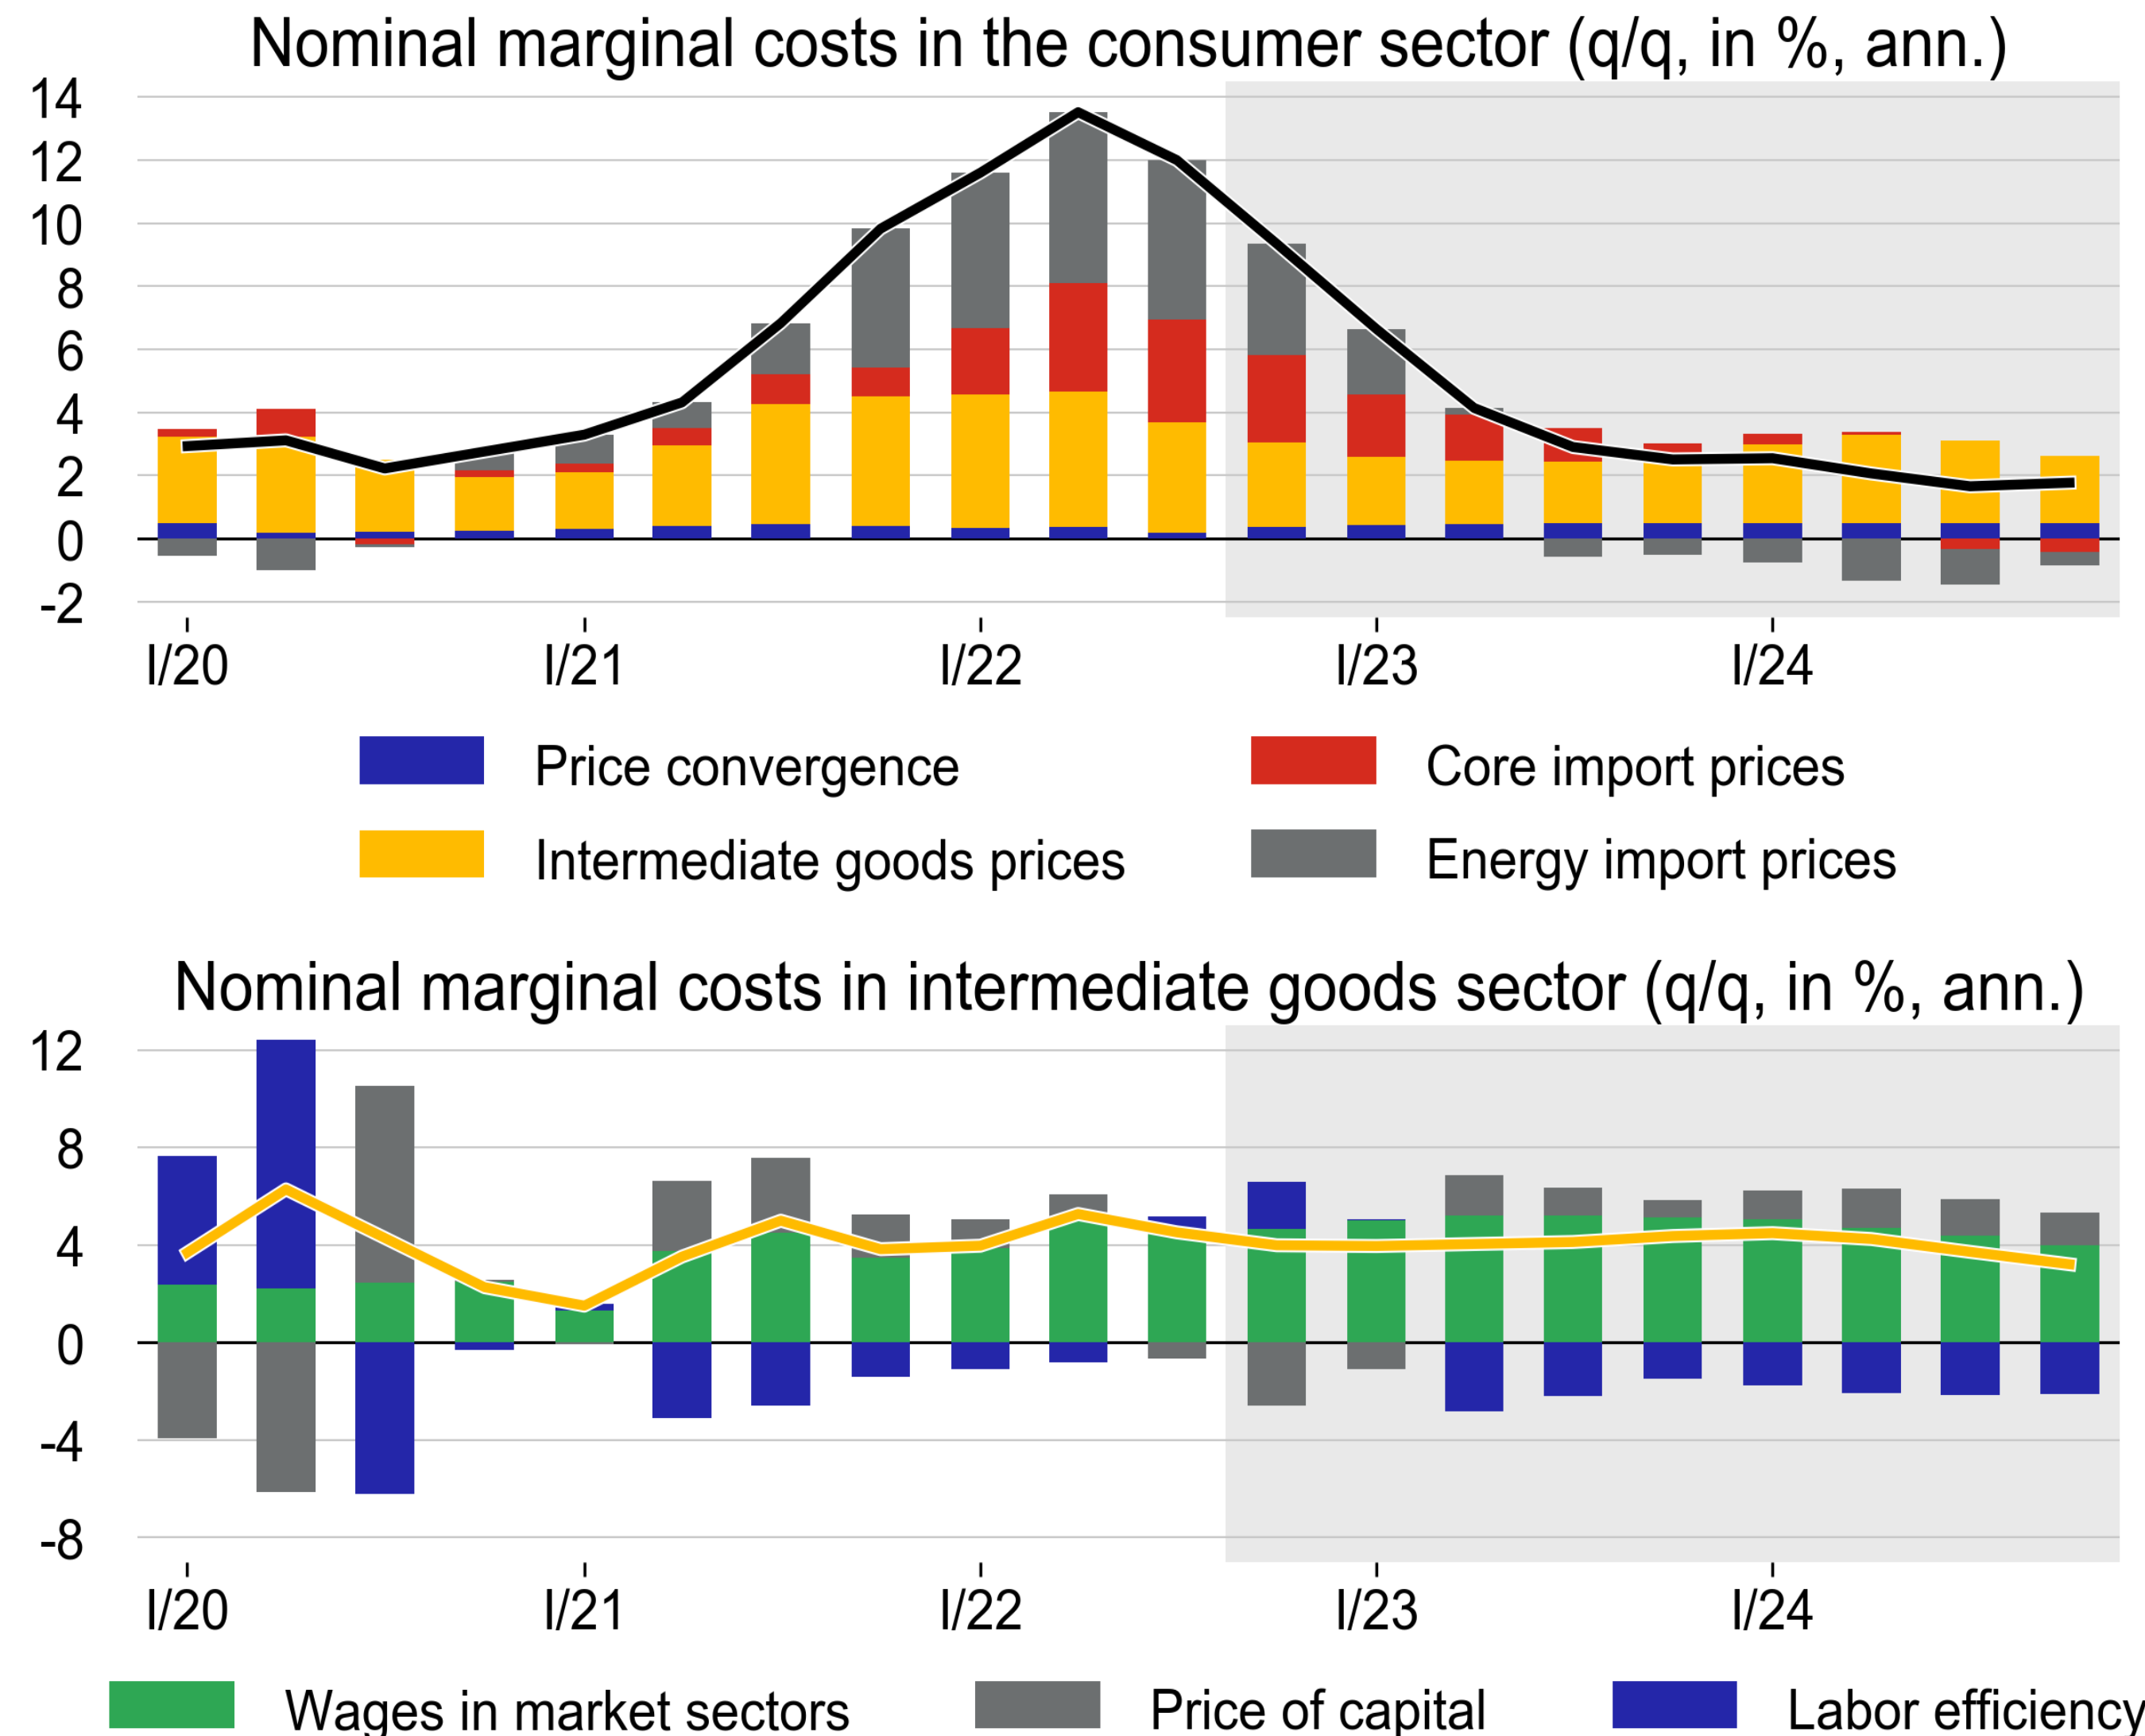 Nominal marginal costs in the consumer sector (q/q, in %, ann.)
14
12
10
8
6
4
2
0
-2
I/20 I/21 I/22 I/23 I/24
Price convergence Core import prices
Intermediate goods prices Energy import prices
Nominal marginal costs in intermediate goods sector (q/q, in %, ann.)
12
8
4
0
-4
-8
I/20 I/21 I/22 I/23 I/24
Wages in market sectors Price of capital Labor efficiency